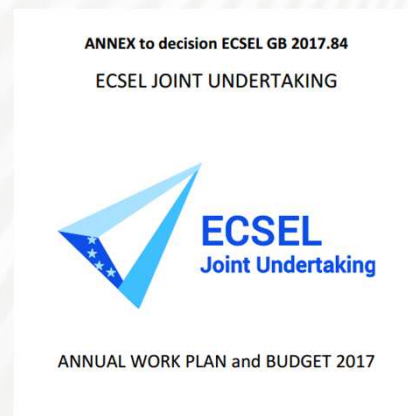 ANNEX to decision ECSEL GB 2017.84
ECSEL JOINT UNDERTAKING
ECSEL
Joint Undertaking
ANNUAL WORK PLAN and BUDGET 2017